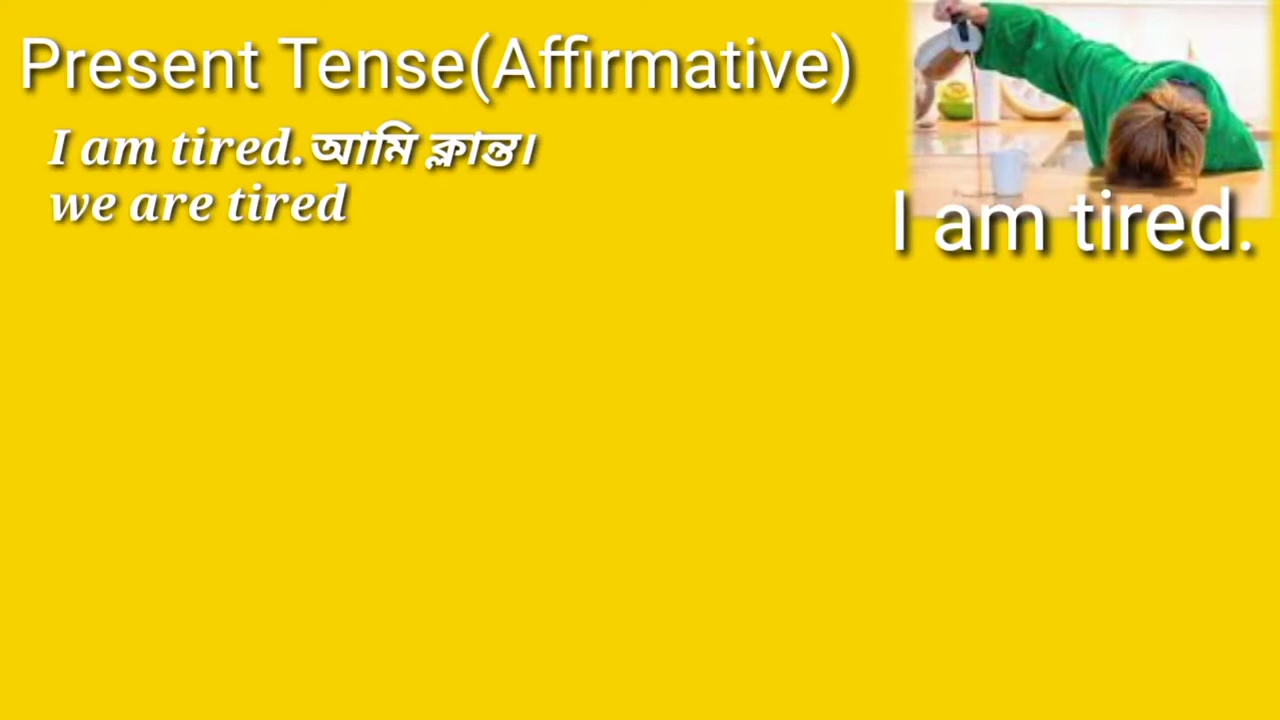 Present Tense(Affirmative)
I am tired.আমি ক্লান্ত।
we are tired
I am tired.